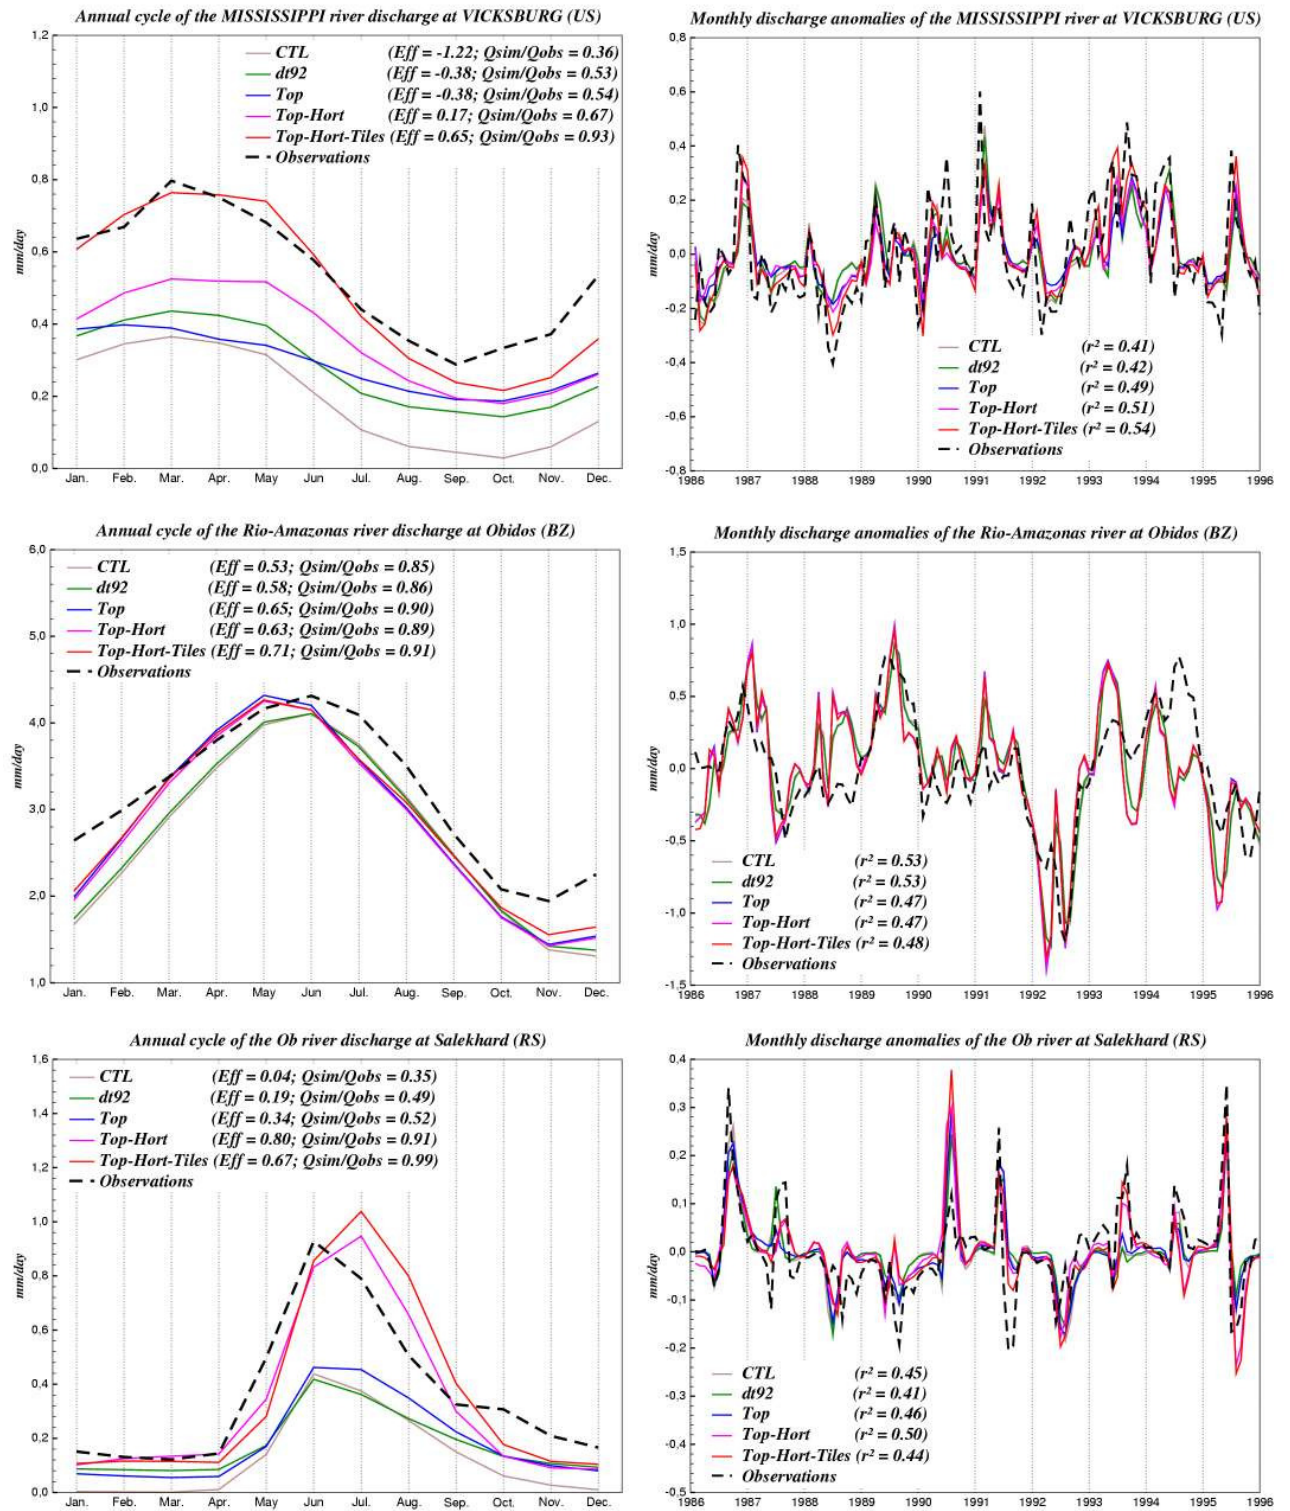 Annual cycle of the MISSISSIPPI river discharge at VICKSBURG (US)
1,2
1,0
0,8
0,6
0,4
0,2
0,0
mm/day
CTL (Eff = -1.22; Qsim/Qobs = 0.36)
dt92 (Eff = -0.38; Qsim/Qobs = 0.53)
Top (Eff = -0.38; Qsim/Qobs = 0.54)
Top-Hort (Eff = 0.17; Qsim/Qobs = 0.67)
Top-Hort-Tiles (Eff = 0.65; Qsim/Qobs = 0.93)
Observations
Jan. Feb. Mar. Apr. May Jun Jul. Aug. Sep. Oct. Nov. Dec.
Monthly discharge anomalies of the MISSISSIPPI river at VICKSBURG (US)
0,8
0,6
0,4
0,2
0,0
-0,2
-0,4
-0,6
-0,8
mm/day
CTL (r² = 0.41)
dt92 (r² = 0.42)
Top (r² = 0.49)
Top-Hort (r² = 0.51)
Top-Hort-Tiles (r² = 0.54)
Observations
1986 1987 1988 1989 1990 1991 1992 1993 1994 1995 1996
Annual cycle of the Rio-Amazonas river discharge at Obidos (BZ)
6,0
5,0
4,0
3,0
2,0
1,0
mm/day
CTL (Eff = 0.53; Qsim/Qobs = 0.85)
dt92 (Eff = 0.58; Qsim/Qobs = 0.86)
Top (Eff = 0.65; Qsim/Qobs = 0.90)
Top-Hort (Eff = 0.63; Qsim/Qobs = 0.89)
Top-Hort-Tiles (Eff = 0.71; Qsim/Qobs = 0.91)
Observations
Jan. Feb. Mar. Apr. May Jun Jul. Aug. Sep. Oct. Nov. Dec.
Monthly discharge anomalies of the Rio-Amazonas river at Obidos (BZ)
1,5
1,0
0,5
0,0
-0,5
-1,0
-1,5
mm/day
CTL (r² = 0.53)
dt92 (r² = 0.53)
Top (r² = 0.47)
Top-Hort (r² = 0.47)
Top-Hort-Tiles (r² = 0.48)
Observations
1986 1987 1988 1989 1990 1991 1992 1993 1994 1995 1996
Annual cycle of the Ob river discharge at Salekhard (RS)
1,6
1,4
1,2
1,0
0,8
0,6
0,4
0,2
0,0
mm/day
CTL (Eff = 0.04; Qsim/Qobs = 0.35)
dt92 (Eff = 0.19; Qsim/Qobs = 0.49)
Top (Eff = 0.34; Qsim/Qobs = 0.52)
Top-Hort (Eff = 0.80; Qsim/Qobs = 0.91)
Top-Hort-Tiles (Eff = 0.67; Qsim/Qobs = 0.99)
Observations
Jan. Feb. Mar. Apr. May Jun Jul. Aug. Sep. Oct. Nov. Dec.
Monthly discharge anomalies of the Ob river at Salekhard (RS)
0,4
0,3
0,2
0,1
0,0
-0,1
-0,2
-0,3
-0,4
-0,5
mm/day
CTL (r² = 0.45)
dt92 (r² = 0.41)
Top (r² = 0.46)
Top-Hort (r² = 0.50)
Top-Hort-Tiles (r² = 0.44)
Observations
1986 1987 1988 1989 1990 1991 1992 1993 1994 1995 1996